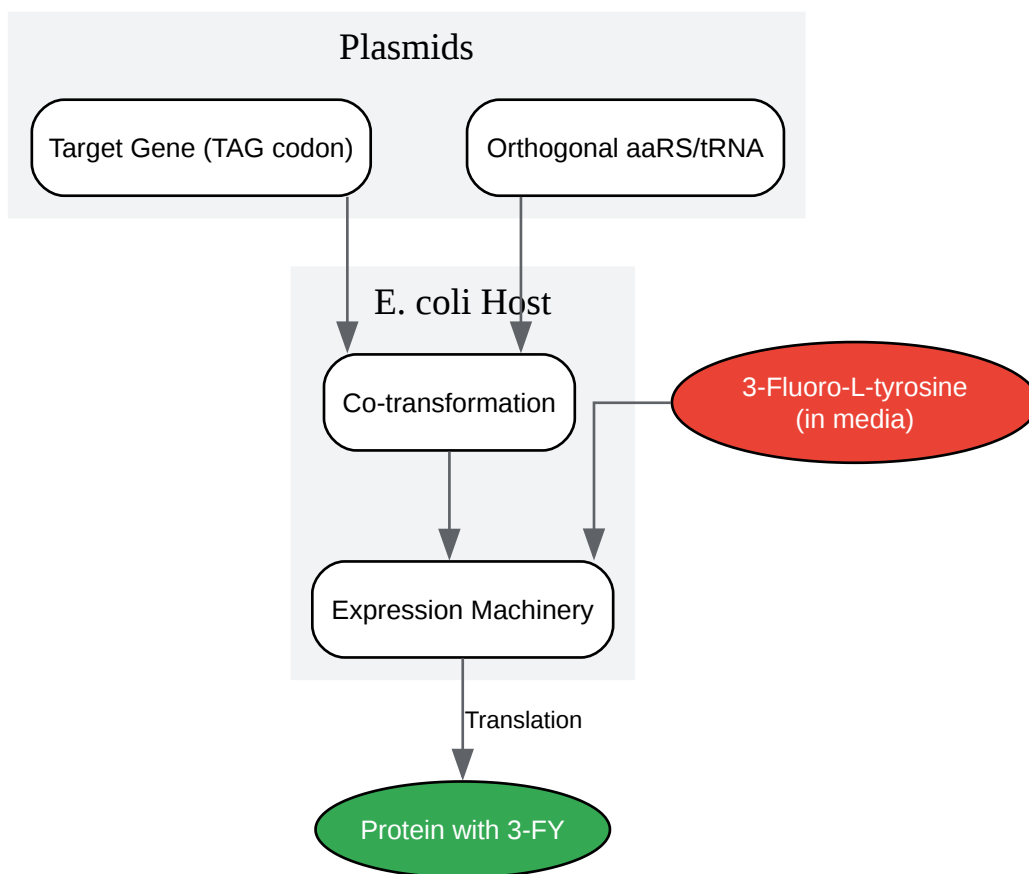 Plasmids
Target Gene (TAG codon)
Orthogonal aaRS/tRNA
E. coli Host
Co-transformation
3-Fluoro-L-tyrosine
(in media)
Expression Machinery
Translation
Protein with 3-FY